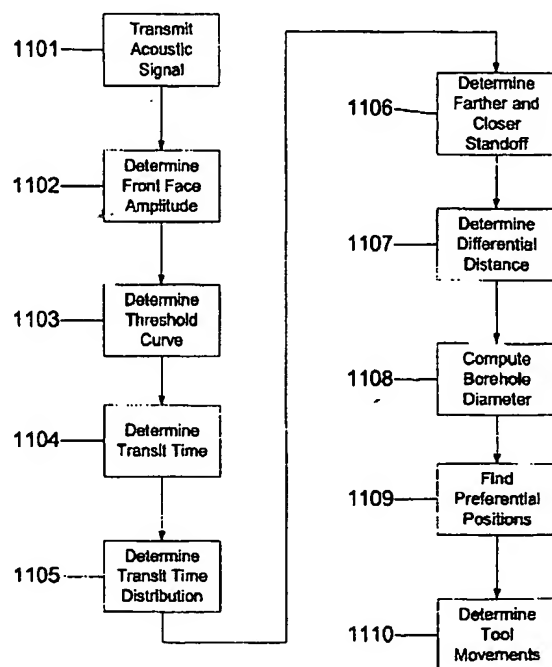 1101
Transmit
Acoustic
Signal
1102
Determine
Front Face
Amplitude
1103
Determine
Threshold
Curve
1104
Determine
Transit Time
1105
Determine
Transit Time
Distribution
1106
Determine
Farther and
Closer
Standoff
1107
Determine
Differential
Distance
1108
Compute
Borehole
Diameter
1109
Find
Preferential
Positions
1110
Determine
Tool
Movements